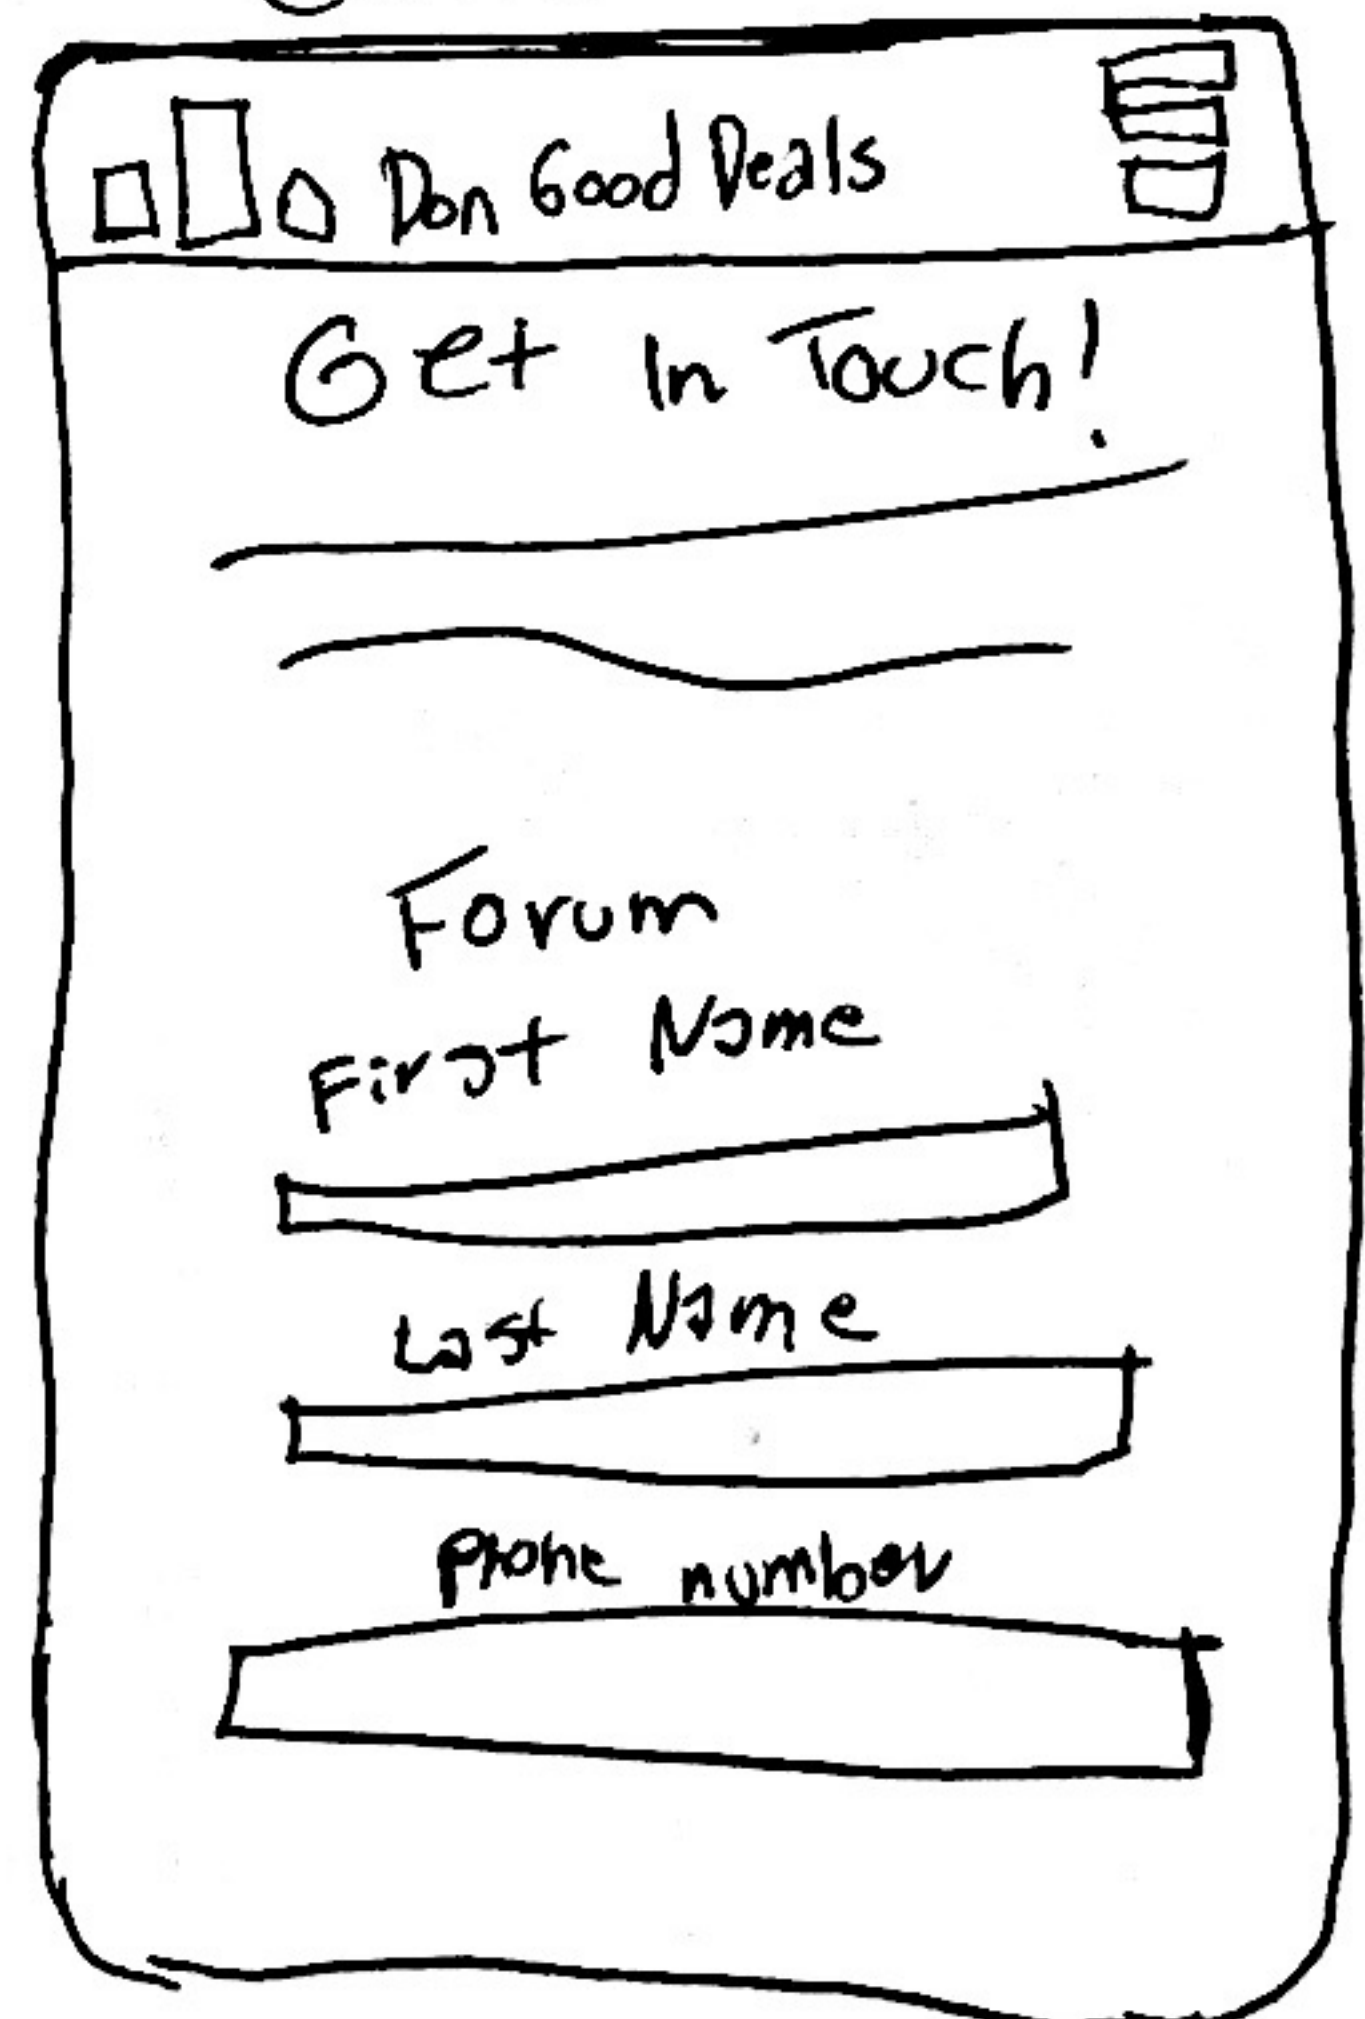 Don Good Deals
Get In Touch!
Forum
First Name
Last Name
Phone number